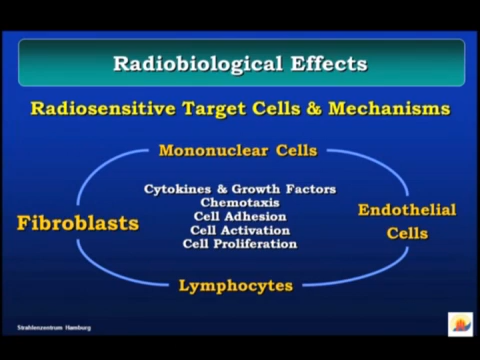 Radiobiological Effects
Radiosensitive Target Cells & Mechanisms
Mononuclear Cells
Cytokines & Growth Factors
Chemotaxis
Cell Adhesion
Cell Activation
Cell Proliferation
Fibroblasts
Endothelial
Cells
Lymphocytes
Strahlenzentrum Hamburg